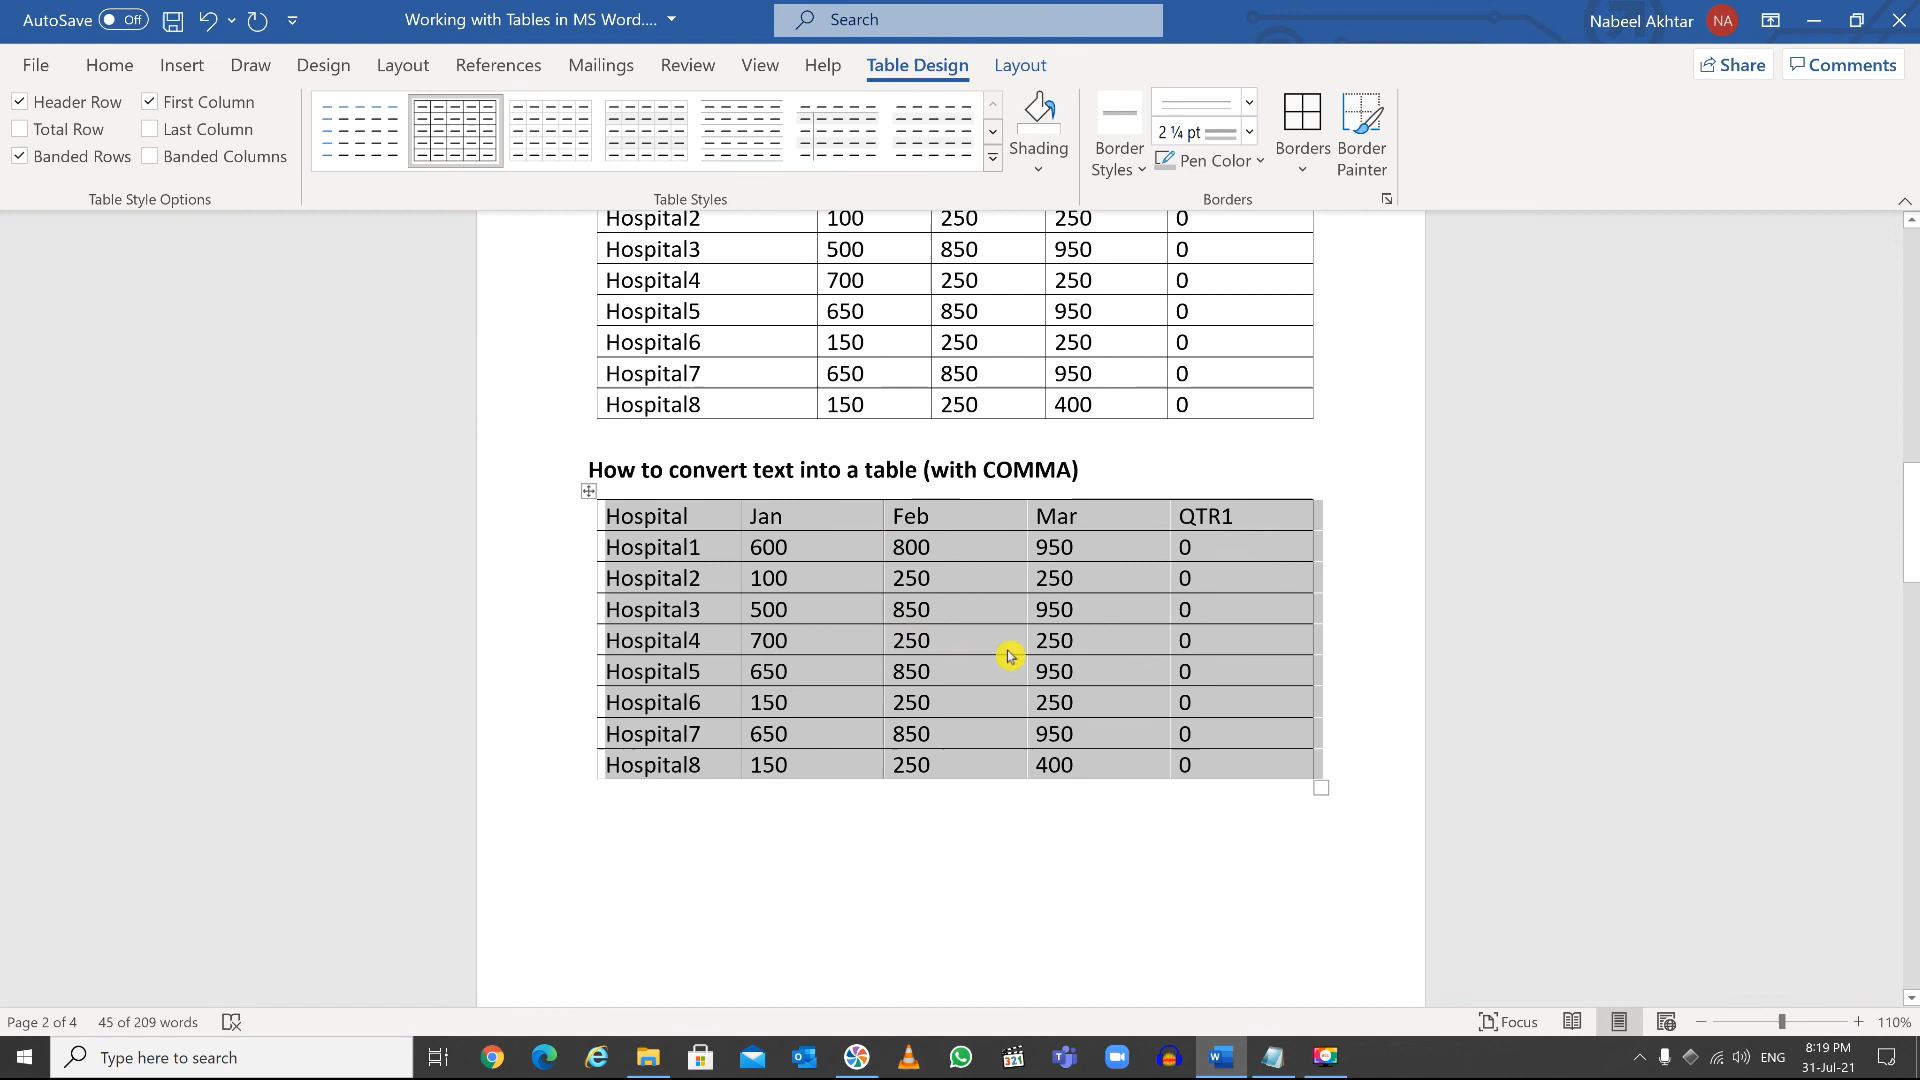 AutoSave Off Working with Tables in MS Word.... Search Nabeel Akhtar NA
File Home Insert Draw Design Layout References Mailings Review View Help Table Design Layout Share Comments
Header Row First Column
Total Row Last Column
Banded Rows Banded Columns
Table Style Options
Table Styles
Shading
Border Styles
2 ¼ pt
Pen Color
Borders
Border Painter
Borders
Hospital2 100 250 250 0
Hospital3 500 850 950 0
Hospital4 700 250 250 0
Hospital5 650 850 950 0
Hospital6 150 250 250 0
Hospital7 650 850 950 0
Hospital8 150 250 400 0
How to convert text into a table (with COMMA)
Hospital Jan Feb Mar QTR1
Hospital1 600 800 950 0
Hospital2 100 250 250 0
Hospital3 500 850 950 0
Hospital4 700 250 250 0
Hospital5 650 850 950 0
Hospital6 150 250 250 0
Hospital7 650 850 950 0
Hospital8 150 250 400 0
Page 2 of 4 45 of 209 words Focus 110%
Type here to search 321 ENG 8:19 PM
31-Jul-21